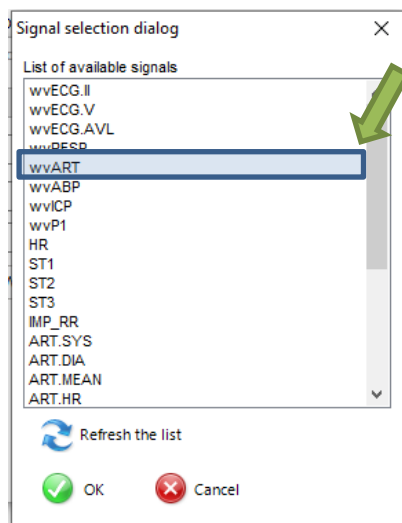 Signal selection dialog
List of available signals
wvECG.II
wvECG.V
wvECG.AVL
wvRESP
wvART
wvABP
wvICP
wvP1
HR
ST1
ST2
ST3
IMP_RR
ART.SYS
ART.DIA
ART.MEAN
ART.HR
Refresh the list
OK Cancel